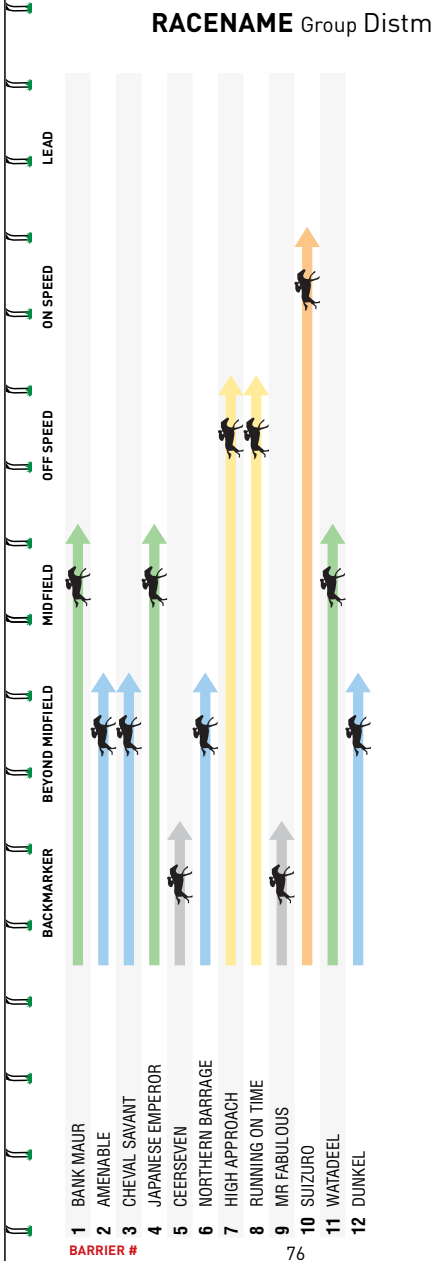 RACENAME Group Distm
LEAD
ON SPEED
OFF SPEED
MIDFIELD
BEYOND MIDFIELD
BACKMARKER
1 BANK MAUR
2 AMENABLE
3 CHEVAL SAVANT
4 JAPANESE EMPEROR
5 CEERSEVEN
6 NORTHERN BARRAGE
7 HIGH APPROACH
8 RUNNING ON TIME
9 MR FABULOUS
10 SUIZURO
11 WATADEEL
12 DUNKEL
BARRIER #
76